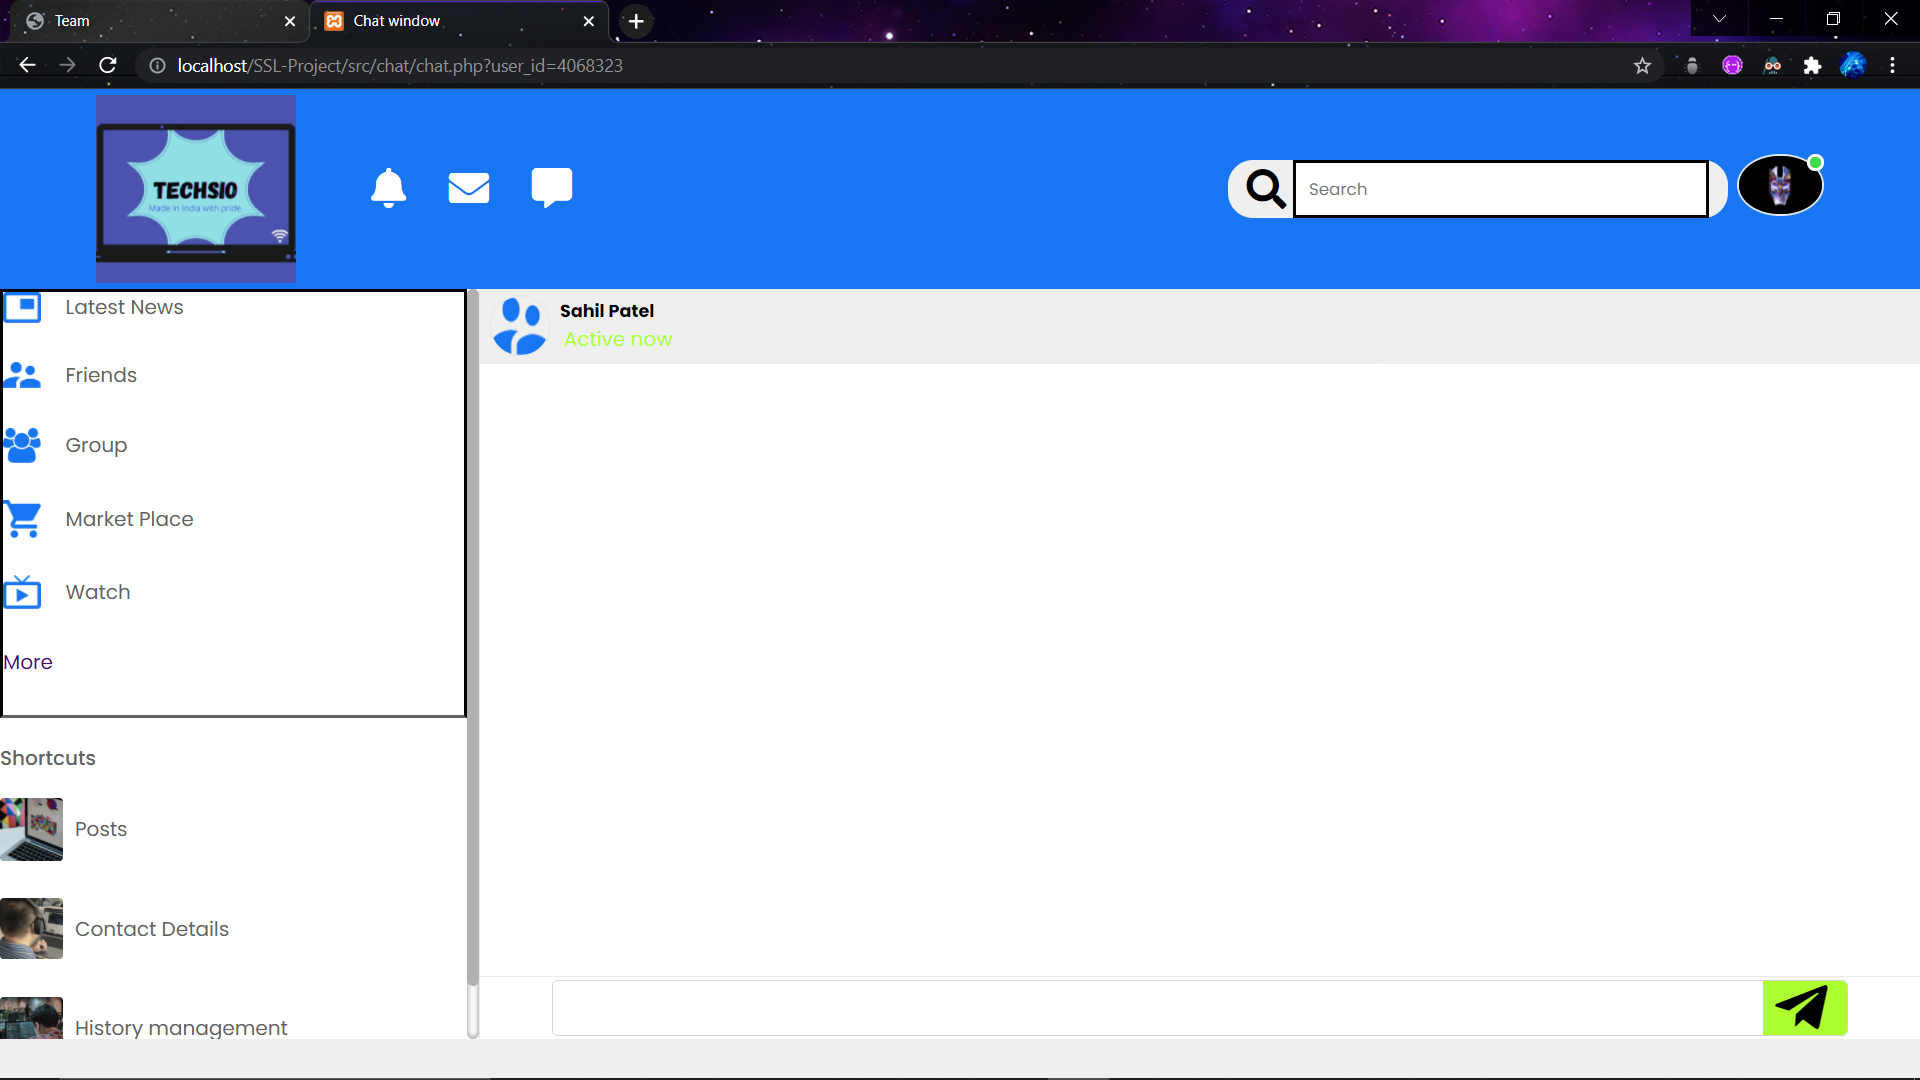 Team
Chat window
localhost/SSL-Project/src/chat/chat.php?user_id=4068323
TECHSIO
Made in India with pride.
Search
Latest News
Friends
Group
Market Place
Watch
More
Shortcuts
Posts
Contact Details
History management
Sahil Patel
Active now